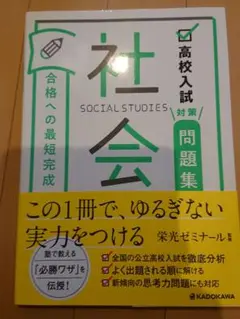 高校入試
対策
問題集
合格への最短完成
社会
SOCIAL STUDIES
この1冊で、ゆるぎない
実力をつける
栄光ゼミナール
塾で教える
「必勝ワザ」を
伝授!
全国の公立高校入試を徹底分析
よく出題される順に解ける
新傾向の思考力問題にも対応
KADOKAWA